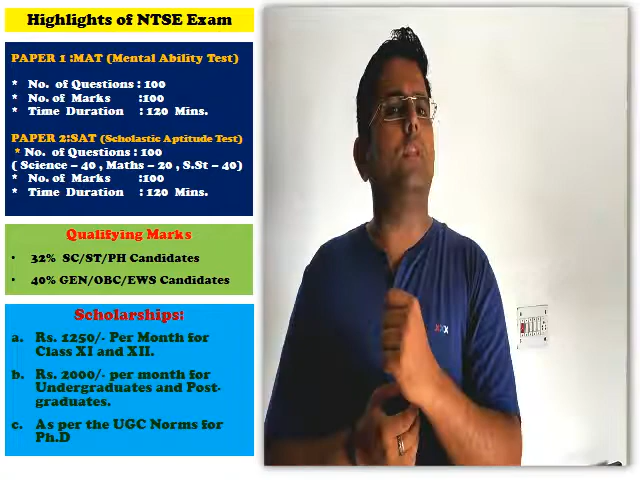 Highlights of NTSE Exam
PAPER 1 :MAT (Mental Ability Test)
* No. of Questions : 100
* No. of Marks :100
* Time Duration : 120 Mins.
PAPER 2:SAT (Scholastic Aptitude Test)
* No. of Questions : 100
( Science – 40 , Maths – 20 , S.St – 40)
* No. of Marks :100
* Time Duration : 120 Mins.
Qualifying Marks
• 32% SC/ST/PH Candidates
• 40% GEN/OBC/EWS Candidates
Scholarships:
a. Rs. 1250/- Per Month for
Class XI and XII.
b. Rs. 2000/- per month for
Undergraduates and Post-
graduates.
c. As per the UGC Norms for
Ph.D